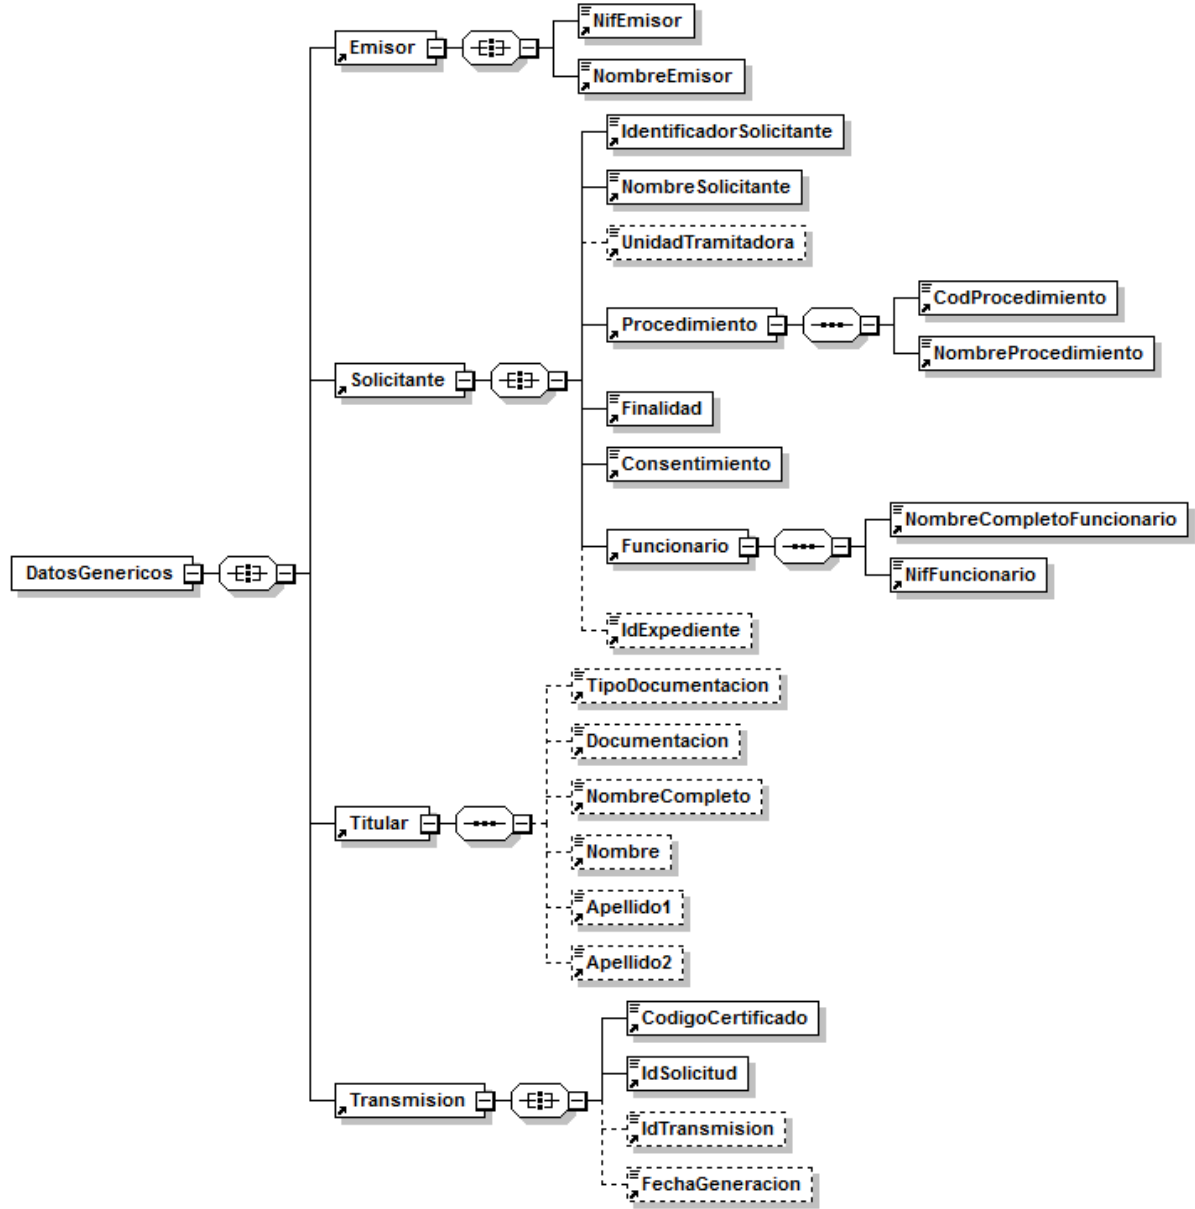 NifEmisor
Emisor
NombreEmisor
IdentificadorSolicitante
NombreSolicitante
UnidadTramitadora
CodProcedimiento
Procedimiento
NombreProcedimiento
Solicitante
Finalidad
Consentimiento
NombreCompletoFuncionario
Funcionario
DatosGenericos
NifFuncionario
IdExpediente
TipoDocumentacion
Documentacion
NombreCompleto
Titular
Nombre
Apellido1
Apellido2
CodigoCertificado
IdSolicitud
Transmision
IdTransmision
FechaGeneracion